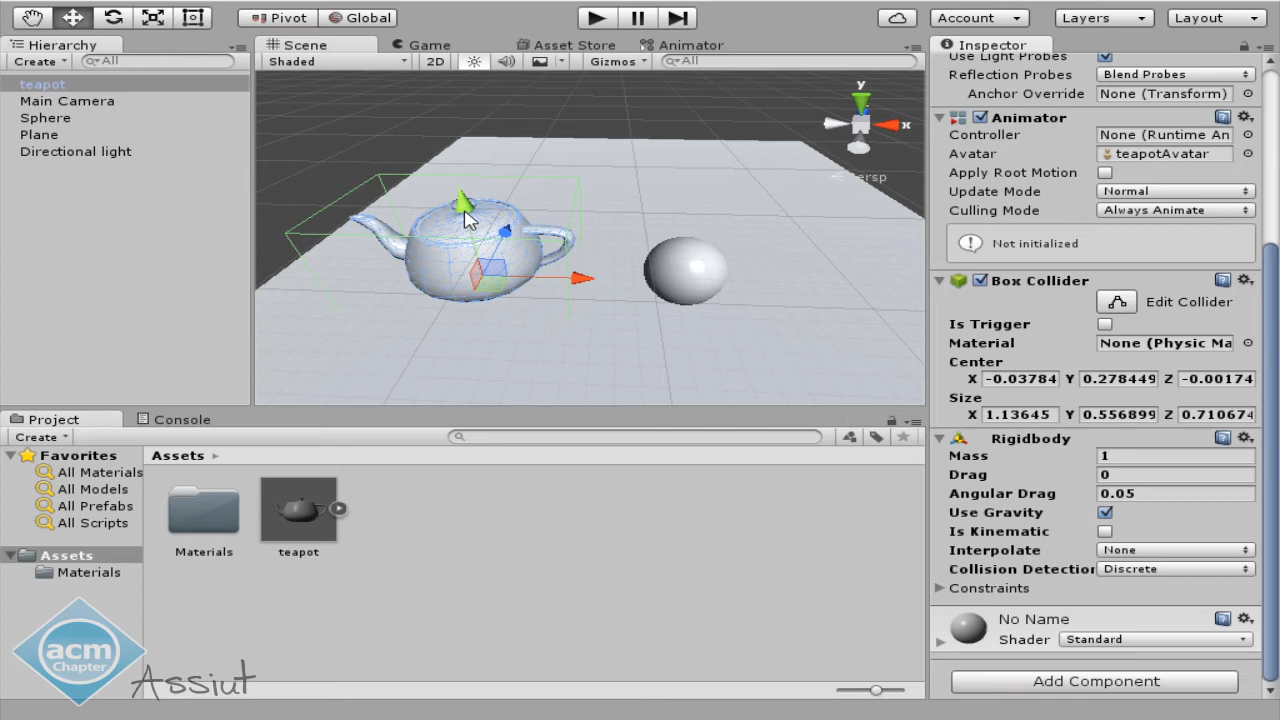 Pivot Global Account Layers Layout
Hierarchy
Create All
teapot
Main Camera
Sphere
Plane
Directional light
Scene Game Asset Store Animator
Shaded 2D Gizmos All
y
x
Persp
Inspector
Use Light Probes
Reflection Probes Blend Probes
Anchor Override None (Transform)
Animator
Controller None (Runtime An
Avatar teapotAvatar
Apply Root Motion
Update Mode Normal
Culling Mode Always Animate
Not initialized
Box Collider
Edit Collider
Is Trigger
Material None (Physic Ma
Center
X -0.03784 Y 0.278449 Z -0.00174
Size
X 1.13645 Y 0.556899 Z 0.710674
Rigidbody
Mass 1
Drag 0
Angular Drag 0.05
Use Gravity
Is Kinematic
Interpolate None
Collision Detection Discrete
Constraints
No Name
Shader Standard
Add Component
Project Console
Create
Favorites
All Materials
All Models
All Prefabs
All Scripts
Assets
Materials
Assets
Materials teapot
acm
Chapter
Assiut